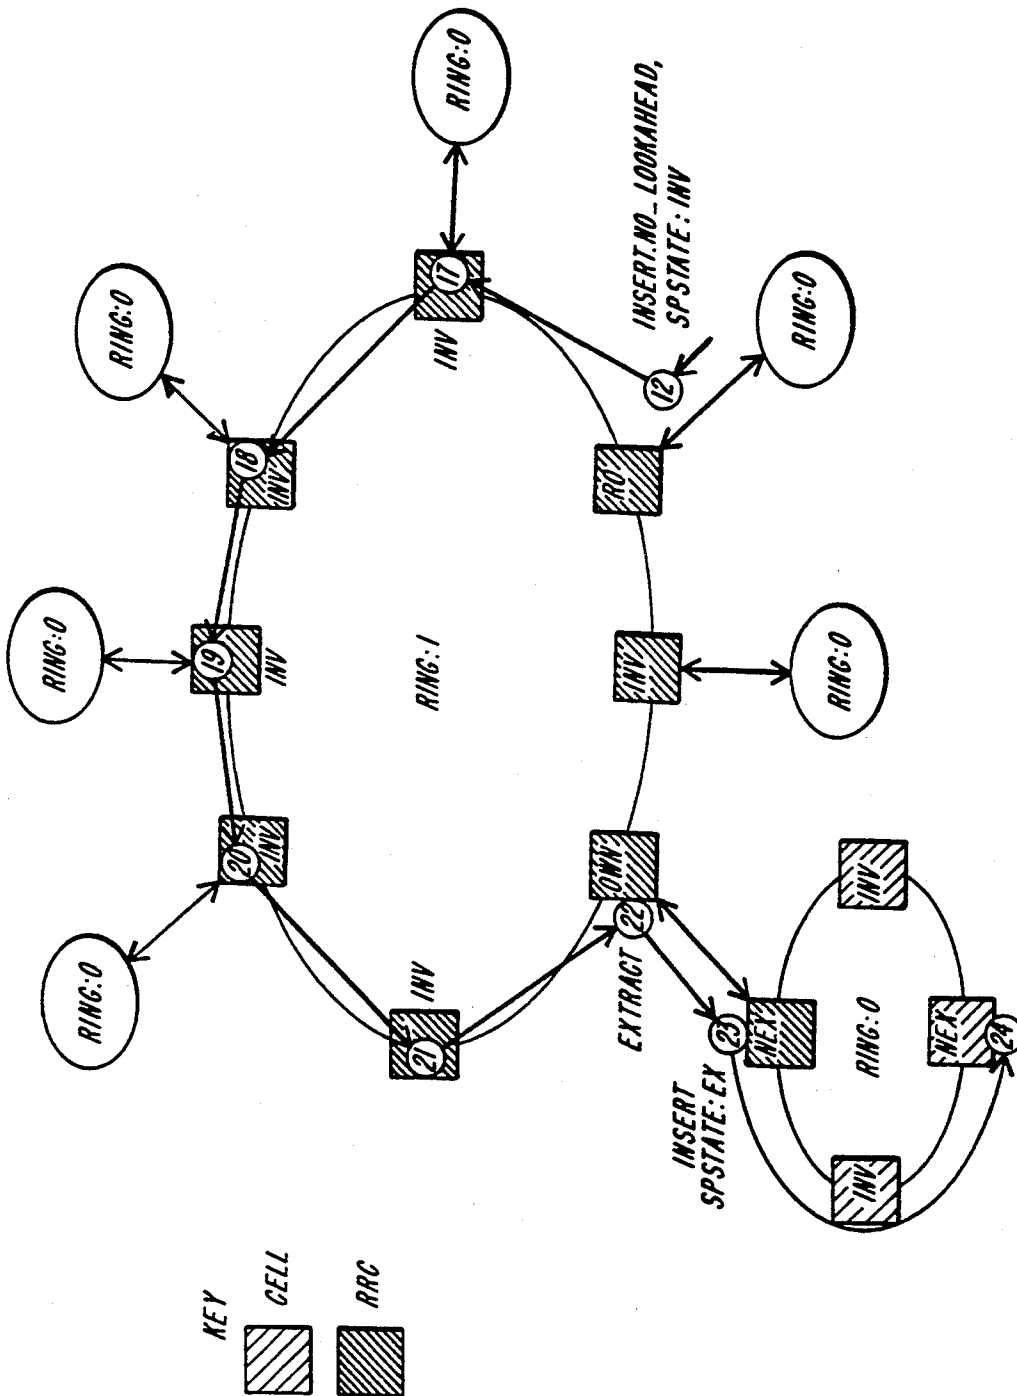 RING:0
RING:0
RING:0
RING:0
RING:0
RING:0
RING:0
RING:1
RING:0
INSERT.NO_LOOKAHEAD,
SPSTATE: INV
12
17
INV
18
INV
19
INV
20
INV
21
INV
RO
INV
OWN
22
EXTRACT
23
INSERT
SPSTATE: EX
NEX
INV
NEX
24
INV
KEY
CELL
RRC